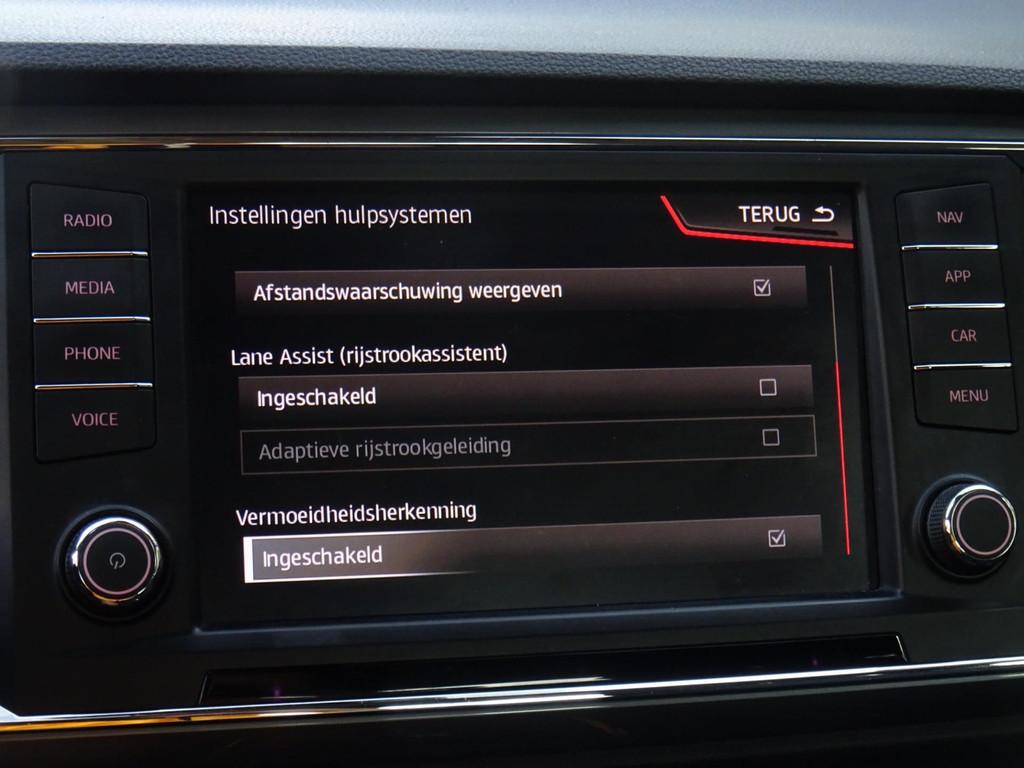 RADIO
MEDIA
PHONE
VOICE
Instellingen hulpsystemen
TERUG
Afstandswaarschuwing weergeven
Lane Assist (rijstrookassistent)
Ingeschakeld
Adaptieve rijstrookgeleiding
Vermoeidheidsherkenning
Ingeschakeld
NAV
APP
CAR
MENU